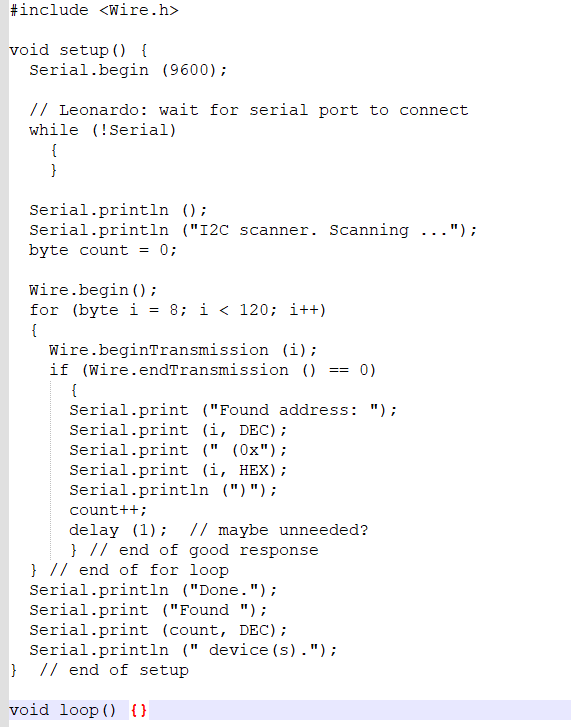 #include <Wire.h>

void setup() {
  Serial.begin (9600);

  // Leonardo: wait for serial port to connect
  while (!Serial)
    {
    }

  Serial.println ();
  Serial.println ("I2C scanner. Scanning ...");
  byte count = 0;

  Wire.begin();
  for (byte i = 8; i < 120; i++)
  {
    Wire.beginTransmission (i);
    if (Wire.endTransmission () == 0)
      {
      Serial.print ("Found address: ");
      Serial.print (i, DEC);
      Serial.print (" (0x");
      Serial.print (i, HEX);
      Serial.println (")");
      count++;
      delay (1);  // maybe unneeded?
      } // end of good response
  } // end of for loop
  Serial.println ("Done.");
  Serial.print ("Found ");
  Serial.print (count, DEC);
  Serial.println (" device(s).");
}  // end of setup

void loop() {}